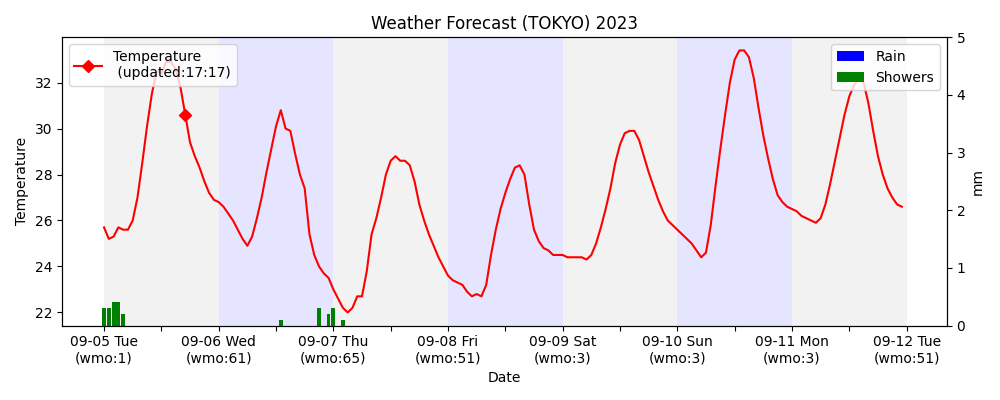 Weather Forecast (TOKYO) 2023
Temperature
(updated:17:17)
Rain
Showers
Temperature
32
30
28
26
24
22
5
4
3
2
1
0
mm
09-05 Tue
(wmo:1)
09-06 Wed
(wmo:61)
09-07 Thu
(wmo:65)
09-08 Fri
(wmo:51)
09-09 Sat
(wmo:3)
09-10 Sun
(wmo:3)
09-11 Mon
(wmo:3)
09-12 Tue
(wmo:51)
Date